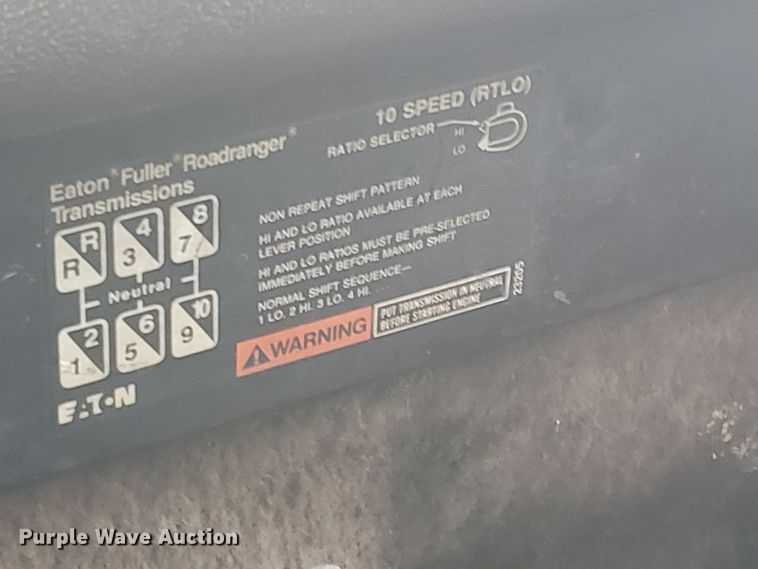 10 SPEED (RTLO)
RATIO SELECTOR
HI
LO
Eaton® Fuller® Roadranger®
Transmissions
R R 3 4 7 8
Neutral
1 2 5 6 9 10
EATON
NON REPEAT SHIFT PATTERN
HI AND LO RATIO AVAILABLE AT EACH
LEVER POSITION
HI AND LO RATIOS MUST BE PRE-SELECTED
IMMEDIATELY BEFORE MAKING SHIFT
NORMAL SHIFT SEQUENCE—
1 LO. 2 HI. 3 LO. 4 HI....
WARNING
PUT TRANSMISSION IN NEUTRAL
BEFORE STARTING ENGINE
23205
Purple Wave Auction